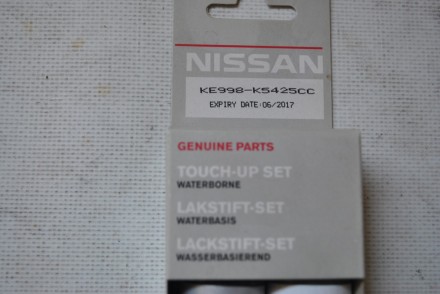 NISSAN
KE998-K5425CC
EXPIRY DATE:06/2017
GENUINE PARTS
TOUCH-UP SET
WATERBORNE
LAKSTIFT-SET
WATERBASIS
LACKSTIFT-SET
WASSERBASIEREND